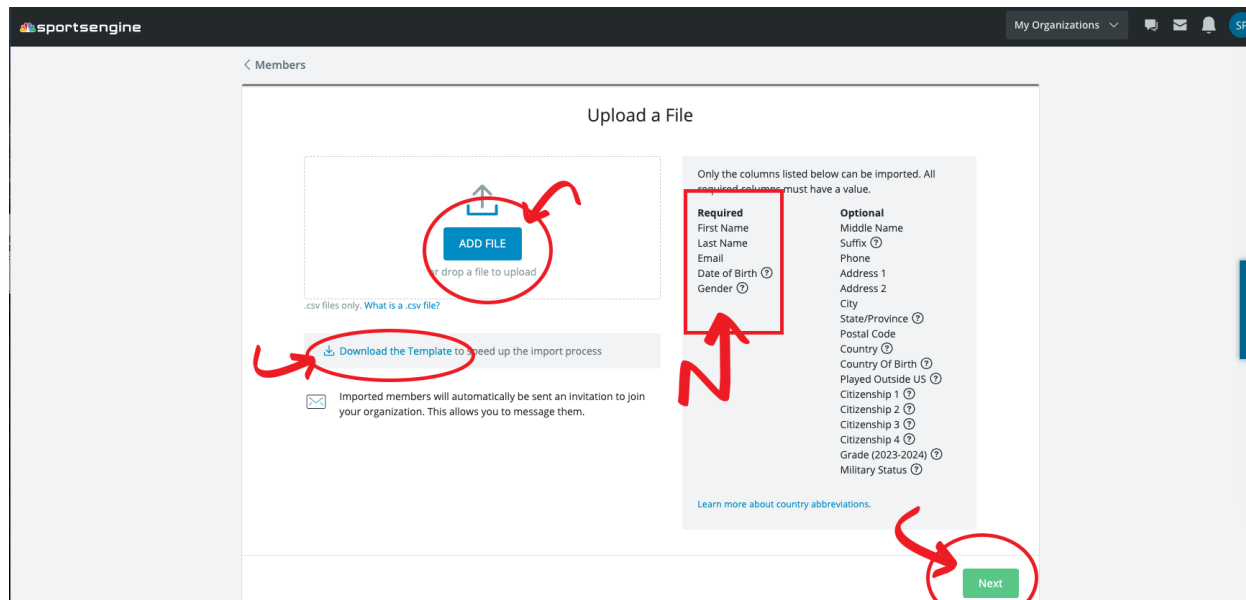 sportsengine
My Organizations
SP
< Members
Upload a File
ADD FILE
or drop a file to upload
.csv files only. What is a .csv file?
Download the Template to speed up the import process
Imported members will automatically be sent an invitation to join
your organization. This allows you to message them.
Only the columns listed below can be imported. All
required columns must have a value.
Required
First Name
Last Name
Email
Date of Birth ?
Gender ?
Optional
Middle Name
Suffix ?
Phone
Address 1
Address 2
City
State/Province ?
Postal Code
Country ?
Country Of Birth ?
Played Outside US ?
Citizenship 1 ?
Citizenship 2 ?
Citizenship 3 ?
Citizenship 4 ?
Grade (2023-2024) ?
Military Status ?
Learn more about country abbreviations.
Next